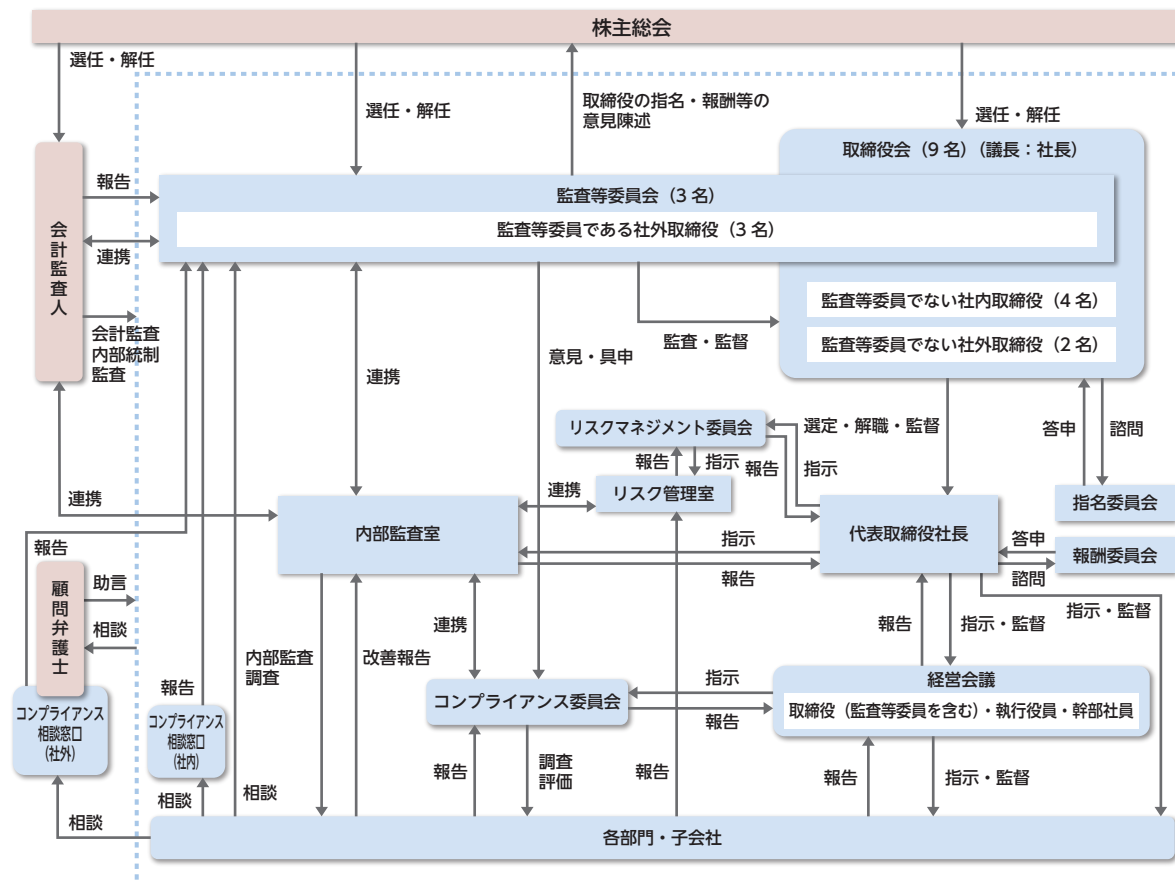 株主総会
選任・解任
選任・解任
取締役の指名・報酬等の
意見陳述
選任・解任
取締役会（9 名）（議長：社長）
報告
監査等委員会（3 名）
監査等委員である社外取締役（3 名）
会計監査人
連携
監査等委員でない社内取締役（4 名）
監査等委員でない社外取締役（2 名）
会計監査
内部統制
監査
監査・監督
意見・具申
連携
リスクマネジメント委員会
選定・解職・監督
答申
諮問
報告
指示
報告
指示
連携
リスク管理室
連携
指名委員会
内部監査室
代表取締役社長
報告
指示
答申
報酬委員会
報告
諮問
顧問弁護士
助言
相談
連携
報告
指示・監督
指示・監督
内部監査
調査
改善報告
コンプライアンス委員会
指示
報告
経営会議
取締役（監査等委員を含む）・執行役員・幹部社員
コンプライアンス
相談窓口
（社外）
報告
コンプライアンス
相談窓口
（社内）
報告
調査
評価
報告
報告
指示・監督
相談
相談
相談
各部門・子会社